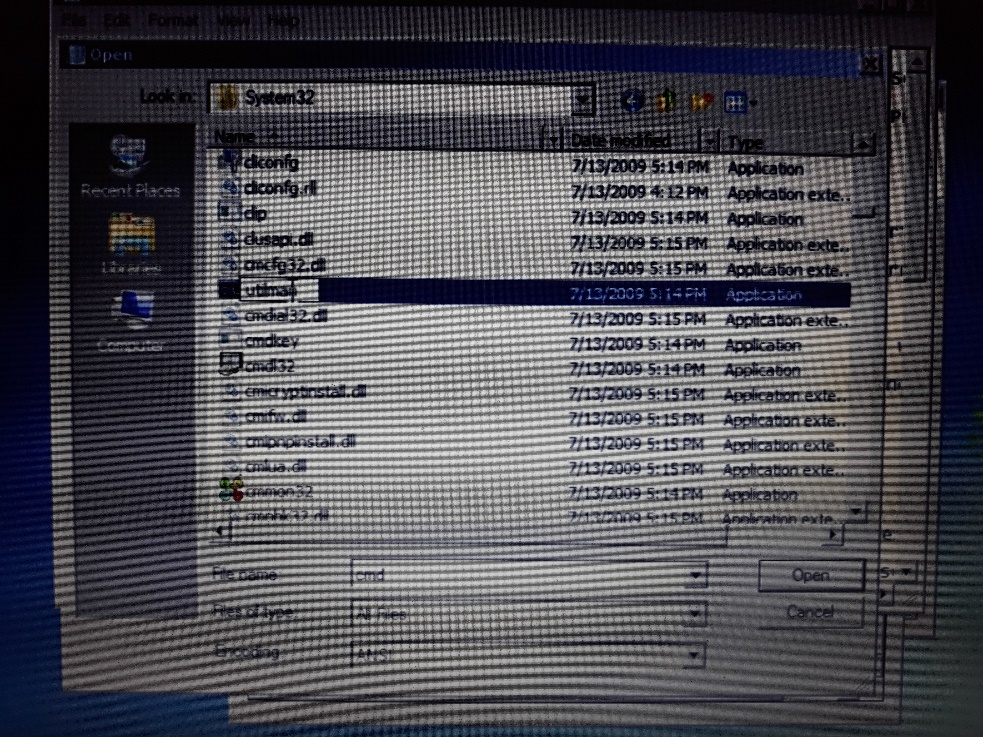 File Edit Format View Help
Open
Look in: System32
Name Date modified Type
Recent Places
Libraries
Computer
cliconfg 7/13/2009 5:14 PM Application
cliconfg.rll 7/13/2009 4:12 PM Application exte...
clip 7/13/2009 5:14 PM Application
clusapi.dll 7/13/2009 5:15 PM Application exte...
cmcfg32.dll 7/13/2009 5:15 PM Application exte...
utilman 7/13/2009 5:14 PM Application
cmdial32.dll 7/13/2009 5:15 PM Application exte...
cmdkey 7/13/2009 5:14 PM Application
cmdl32 7/13/2009 5:14 PM Application
cmicryptinstall.dll 7/13/2009 5:15 PM Application exte...
cmifw.dll 7/13/2009 5:15 PM Application exte...
cmipnpinstall.dll 7/13/2009 5:15 PM Application exte...
cmlua.dll 7/13/2009 5:15 PM Application exte...
cmmon32 7/13/2009 5:14 PM Application
cmpbk32.dll 7/13/2009 5:15 PM Application exte...
File name: cmd Open
Files of type: All Files Cancel
Encoding: ANSI